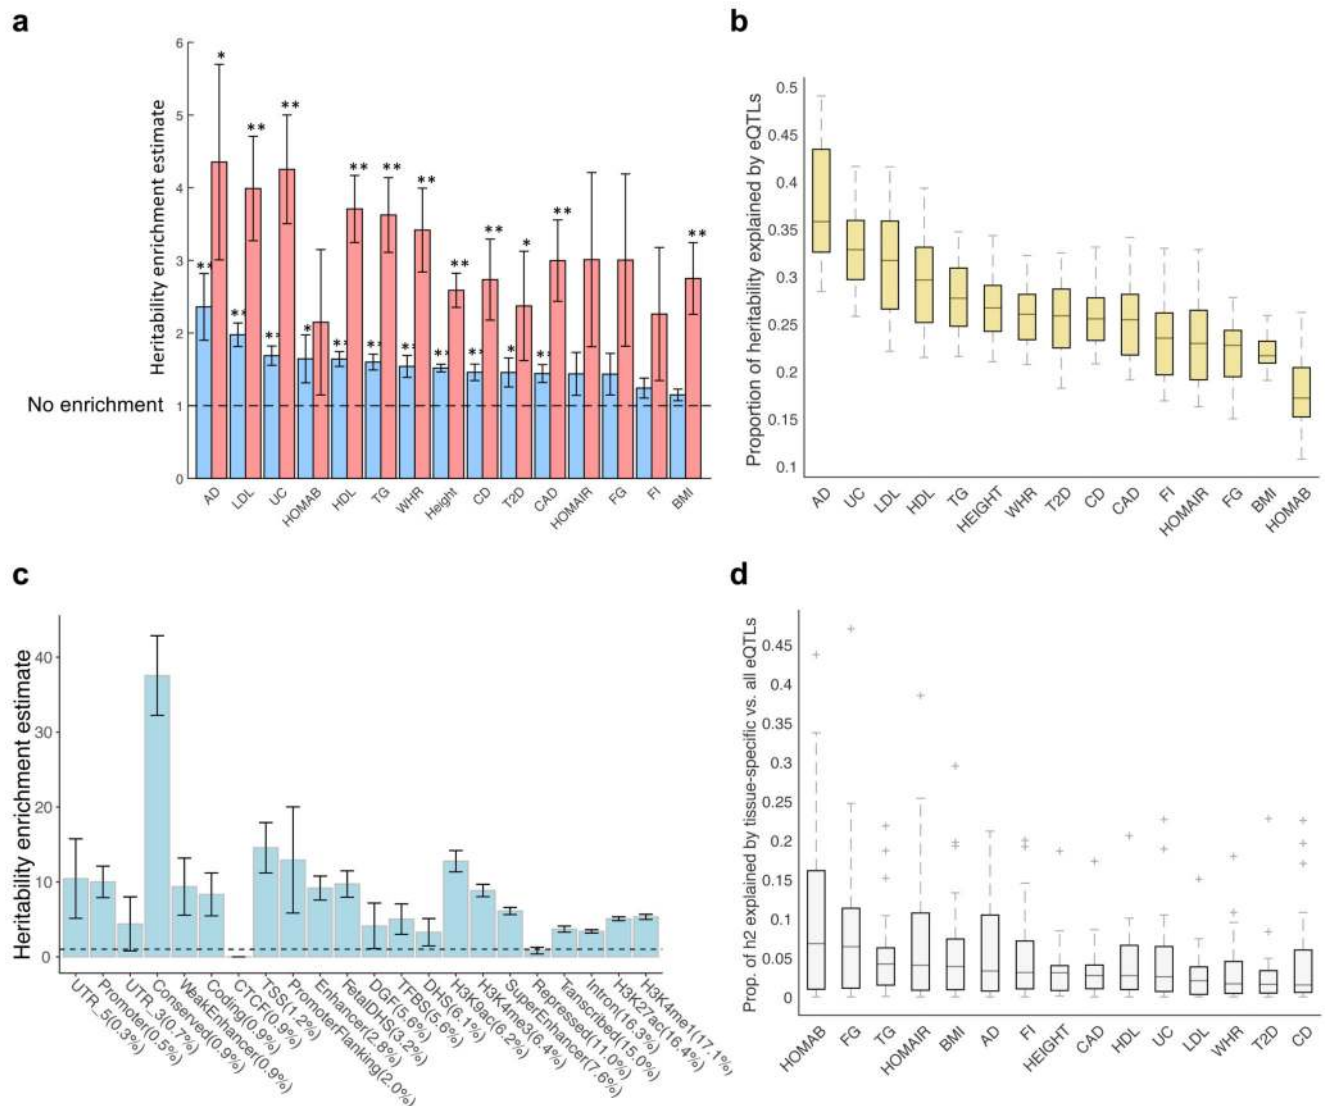 a
Heritability enrichment estimate
6
5
4
3
2
1
0
No enrichment
*
**
**
**
**
**
**
**
*
**
**
**
**
**
*
**
**
**
**
**
**
*
**
AD
LDL
UC
HOMAB
HDL
TG
WHR
Height
CD
T2D
CAD
HOMAIR
FG
FI
BMI
b
Proportion of heritability explained by eQTLs
0.5
0.45
0.4
0.35
0.3
0.25
0.2
0.15
0.1
AD
UC
LDL
HDL
TG
HEIGHT
WHR
T2D
CD
CAD
FI
HOMAIR
FG
BMI
HOMAB
c
Heritability enrichment estimate
40
30
20
10
0
UTR_5(0.3%)
Promoter(0.5%)
UTR_3(0.7%)
Conserved(0.9%)
WeakEnhancer(0.9%)
Coding(0.9%)
CTCF(0.9%)
TSS(1.2%)
PromoterFlanking(2.0%)
Enhancer(2.8%)
FetalDHS(3.2%)
DGF(5.6%)
TFBS(5.6%)
DHS(6.1%)
H3K9ac(6.2%)
H3K4me3(6.4%)
SuperEnhancer(7.6%)
Repressed(11.0%)
Transcribed(15.0%)
Intron(16.3%)
H3K27ac(16.4%)
H3K4me1(17.1%)
d
Prop. of h2 explained by tissue-specific vs. all eQTLs
0.45
0.4
0.35
0.3
0.25
0.2
0.15
0.1
0.05
0
HOMAB
FG
TG
HOMAIR
BMI
AD
FI
HEIGHT
CAD
HDL
UC
LDL
WHR
T2D
CD